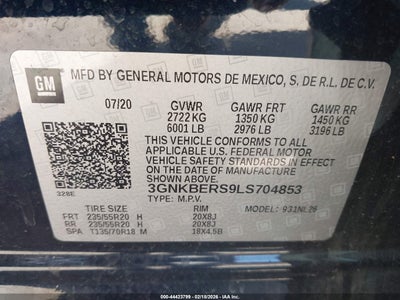 GM
MFD BY GENERAL MOTORS DE MEXICO, S. DE R.L. DE C.V.
07/20 GVWR GAWR FRT GAWR RR
2722 KG 1350 KG 1450 KG
6001 LB 2976 LB 3196 LB
THIS VEHICLE CONFORMS TO ALL
APPLICABLE U.S. FEDERAL MOTOR
VEHICLE SAFETY STANDARDS IN
EFFECT ON THE DATE OF
MANUFACTURE SHOWN ABOVE.
3GNKBERS9LS704853
328E TYPE: M.P.V. MODEL: 931NL26
TIRE SIZE RIM
FRT 235/55R20 H 20X8J
RR 235/55R20 H 20X8J
SPA T135/70R18 M 18X4.5B
000-44423799 - 02/18/2026 - IAAI.com